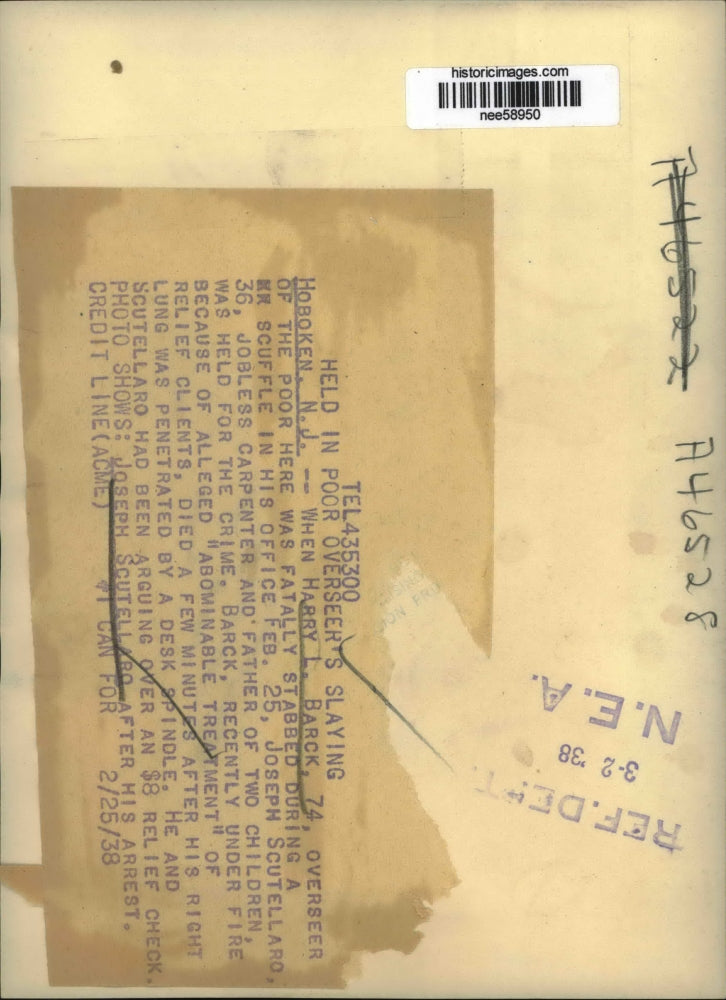 historicimages.com
nee58950
A46522
A46528
TEL435300
HELD IN POOR OVERSEER'S SLAYING
HOBOKEN, N.J. -- WHEN HARRY L. BARCK, 74, OVERSEER
OF THE POOR HERE WAS FATALLY STABBED DURING A
SCUFFLE IN HIS OFFICE FEB. 25, JOSEPH SCUTELLARO,
36, JOBLESS CARPENTER AND FATHER OF TWO CHILDREN,
WAS HELD FOR THE CRIME. BARCK, RECENTLY UNDER FIRE
BECAUSE OF ALLEGED "ABOMINABLE TREATMENT" OF
RELIEF CLIENTS, DIED A FEW MINUTES AFTER HIS RIGHT
LUNG WAS PENETRATED BY A DESK SPINDLE. HE AND
SCUTELLARO HAD BEEN ARGUING OVER AN $8 RELIEF CHECK.
PHOTO SHOWS: JOSEPH SCUTELLARO AFTER HIS ARREST.
CREDIT LINE(ACME) CAN FOR 2/25/38
REF.DEPT.
3-2 '38
N.E.A.